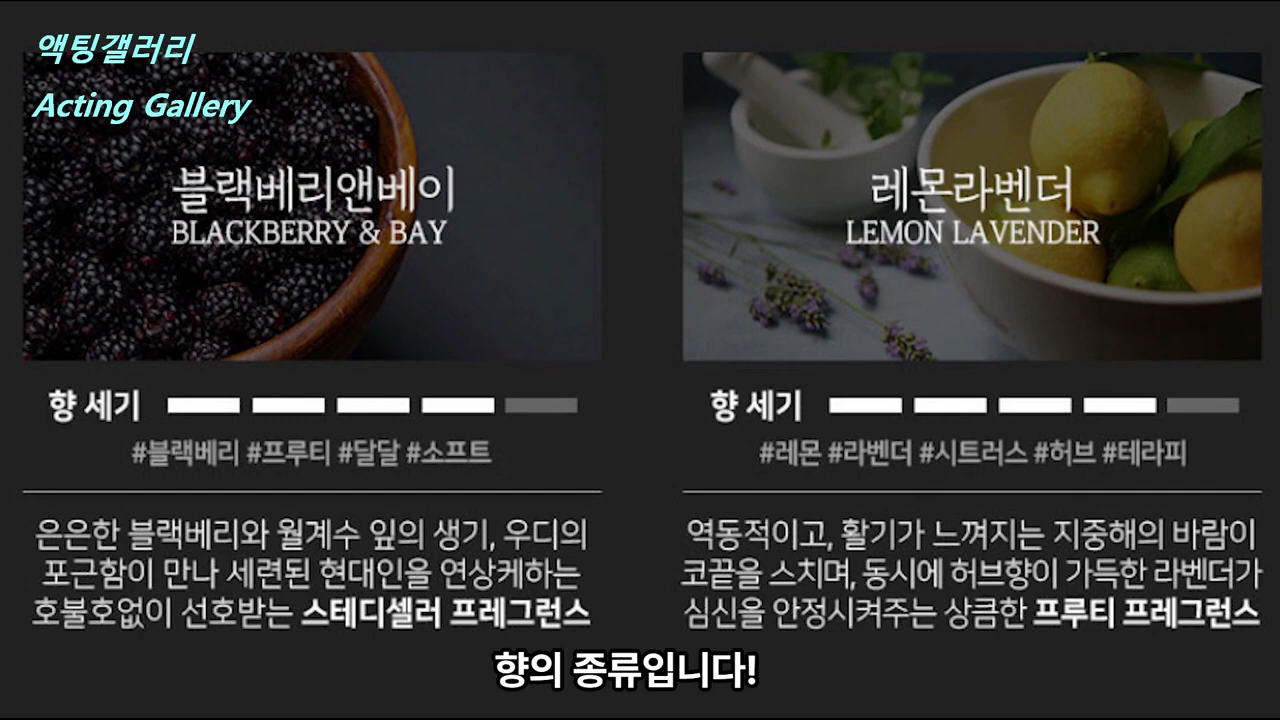 액팅갤러리
Acting Gallery
블랙베리앤베이
BLACKBERRY & BAY
향 세기
#블랙베리 #프루티 #달달 #소프트
은은한 블랙베리와 월계수 잎의 생기, 우디의
포근함이 만나 세련된 현대인을 연상케하는
호불호없이 선호받는 스테디셀러 프레그런스
레몬라벤더
LEMON LAVENDER
향 세기
#레몬 #라벤더 #시트러스 #허브 #테라피
역동적이고, 활기가 느껴지는 지중해의 바람이
코끝을 스치며, 동시에 허브향이 가득한 라벤더가
심신을 안정시켜주는 상큼한 프루티 프레그런스
향의 종류입니다!